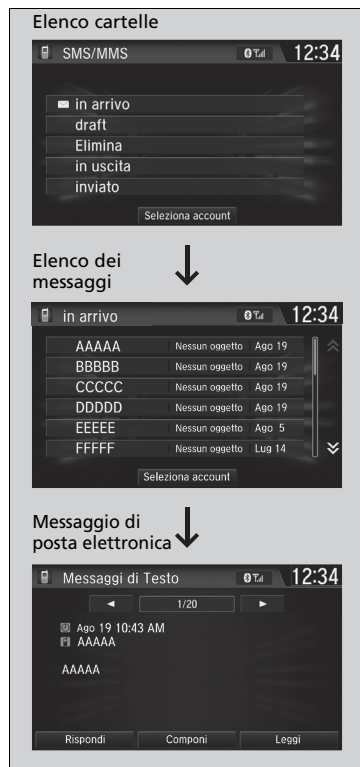 Elenco cartelle
SMS/MMS 12:34
in arrivo
draft
Elimina
in uscita
inviato
Seleziona account
Elenco dei
messaggi
in arrivo 12:34
AAAAA Nessun oggetto Ago 19
BBBBB Nessun oggetto Ago 19
CCCCC Nessun oggetto Ago 19
DDDDD Nessun oggetto Ago 19
EEEEE Nessun oggetto Ago 5
FFFFF Nessun oggetto Lug 14
Seleziona account
Messaggio di
posta elettronica
Messaggi di Testo 12:34
1/20
Ago 19 10:43 AM
AAAAA
AAAAA
Rispondi Componi Leggi